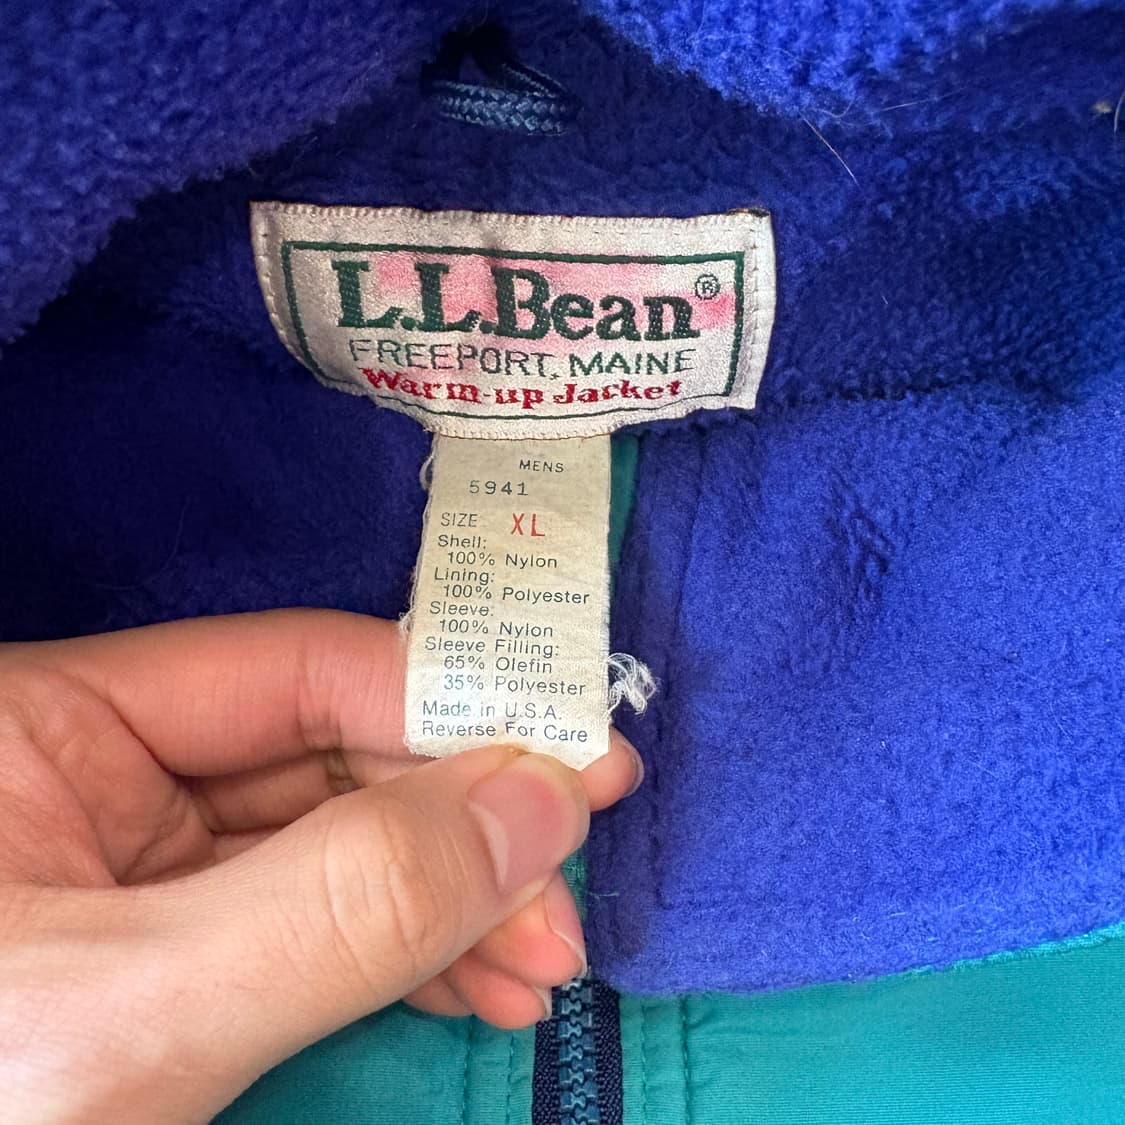 L.L.Bean®
FREEPORT, MAINE
Warm-up Jacket
MENS
5941
SIZE XL
Shell:
100% Nylon
Lining:
100% Polyester
Sleeve:
100% Nylon
Sleeve Filling:
65% Olefin
35% Polyester
Made in U.S.A.
Reverse For Care